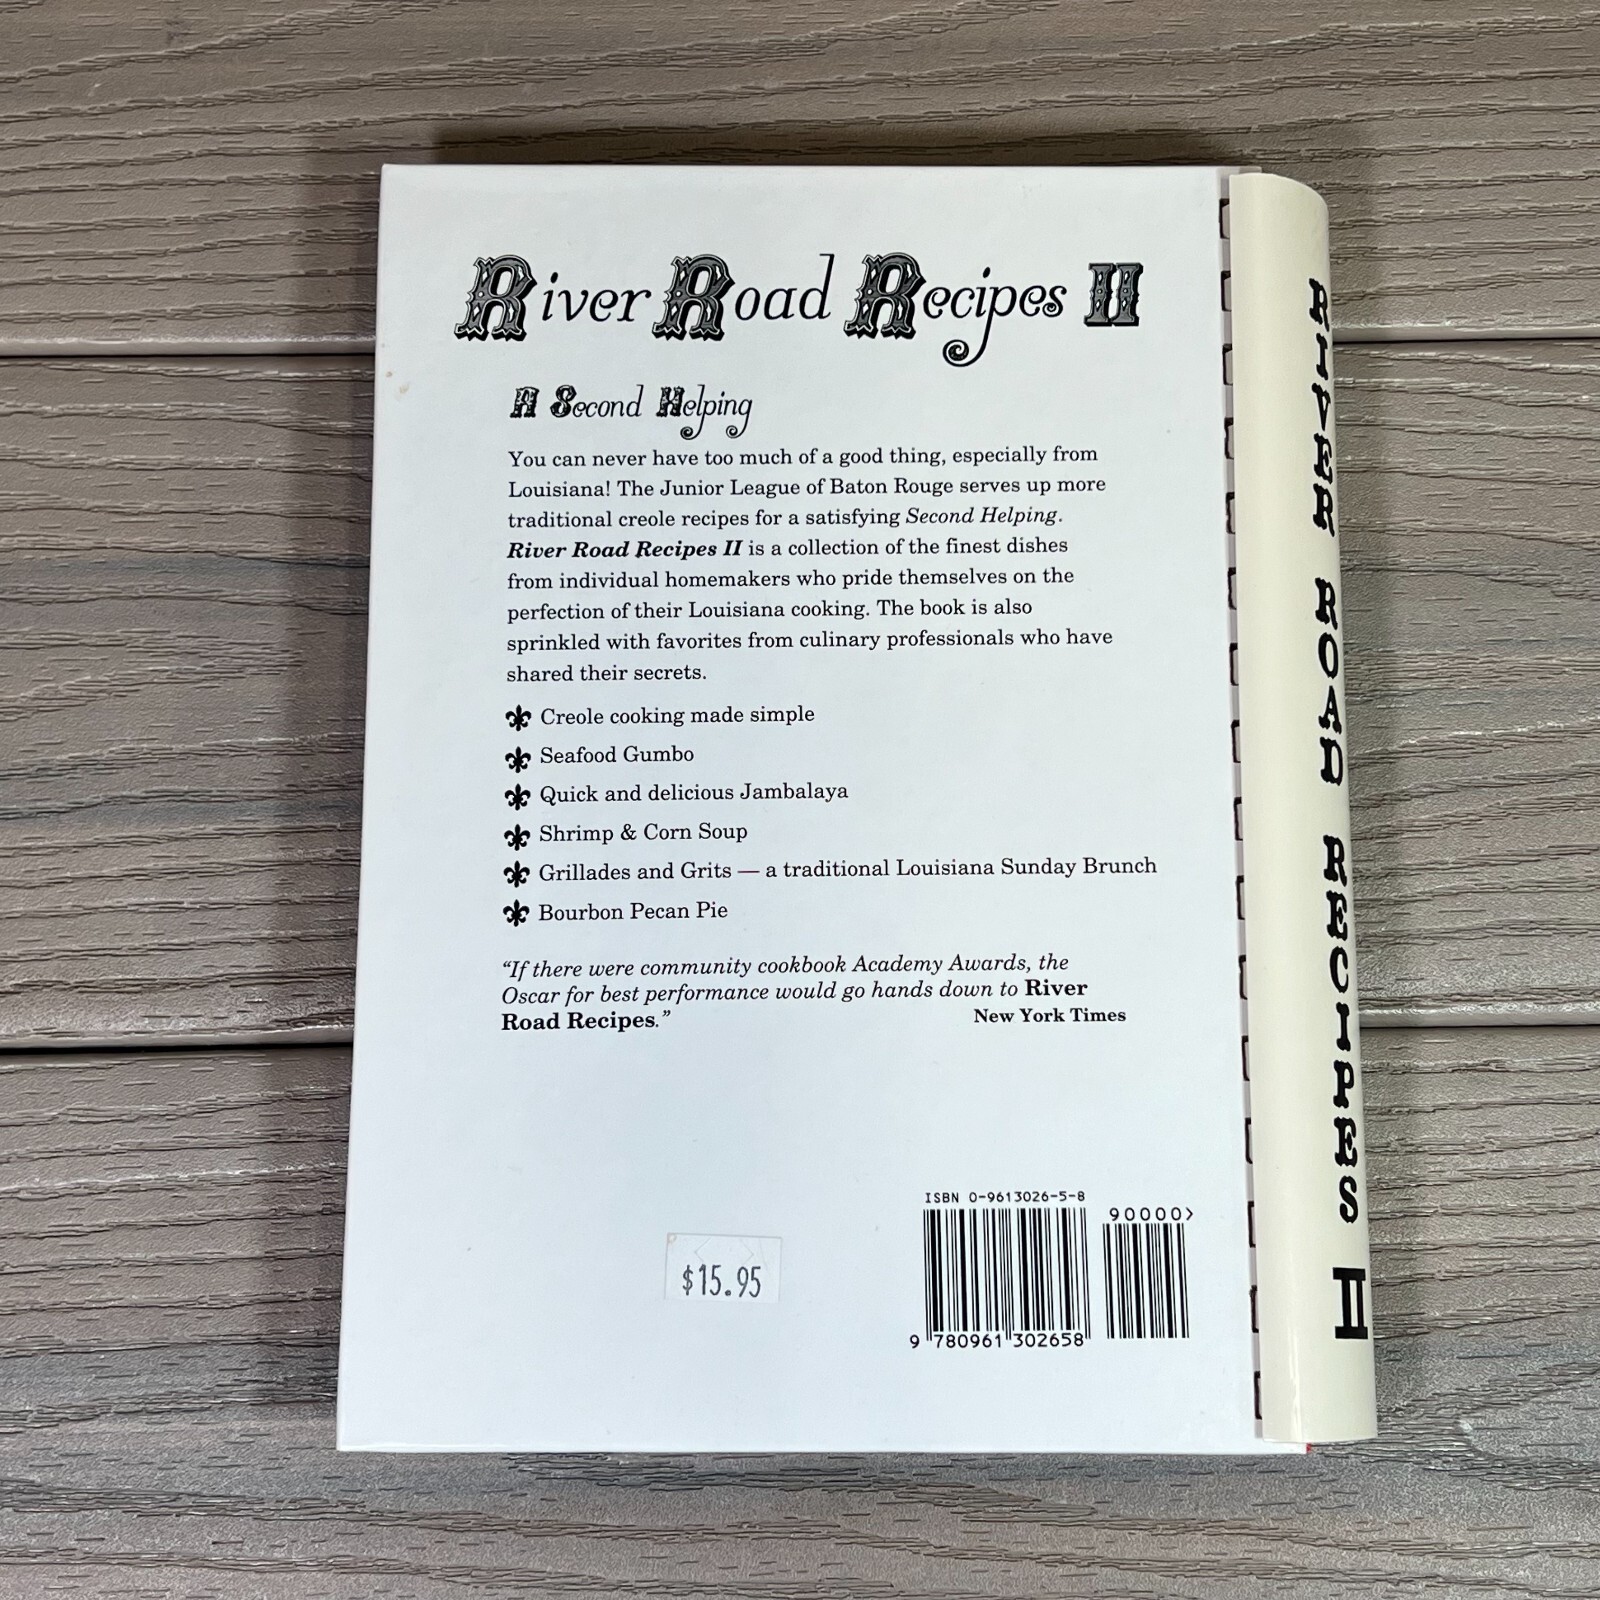 River Road Recipes II
A Second Helping
You can never have too much of a good thing, especially from
Louisiana! The Junior League of Baton Rouge serves up more
traditional creole recipes for a satisfying Second Helping.
River Road Recipes II is a collection of the finest dishes
from individual homemakers who pride themselves on the
perfection of their Louisiana cooking. The book is also
sprinkled with favorites from culinary professionals who have
shared their secrets.
Creole cooking made simple
Seafood Gumbo
Quick and delicious Jambalaya
Shrimp & Corn Soup
Grillades and Grits — a traditional Louisiana Sunday Brunch
Bourbon Pecan Pie
“If there were community cookbook Academy Awards, the
Oscar for best performance would go hands down to River
Road Recipes.” New York Times
ISBN 0-9613026-5-8
90000>
9 780961 302658
$15.95
RIVER ROAD RECIPES II